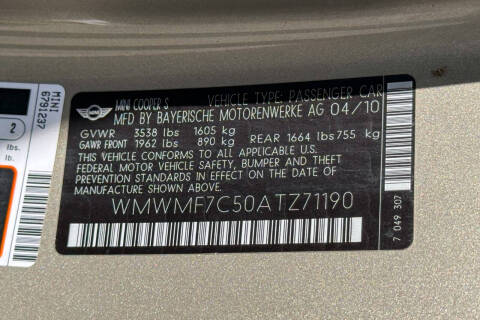 MINI
6791237
2
lbs.
MINI COOPER S VEHICLE TYPE: PASSENGER CAR
MFD BY BAYERISCHE MOTORENWERKE AG 04/10
GVWR 3538 lbs 1605 kg
GAWR FRONT 1962 lbs 890 kg REAR 1664 lbs 755 kg
THIS VEHICLE CONFORMS TO ALL APPLICABLE U.S.
FEDERAL MOTOR VEHICLE SAFETY, BUMPER AND THEFT
PREVENTION STANDARDS IN EFFECT ON THE DATE OF
MANUFACTURE SHOWN ABOVE.
WMWMF7C50ATZ71190
7 049 307